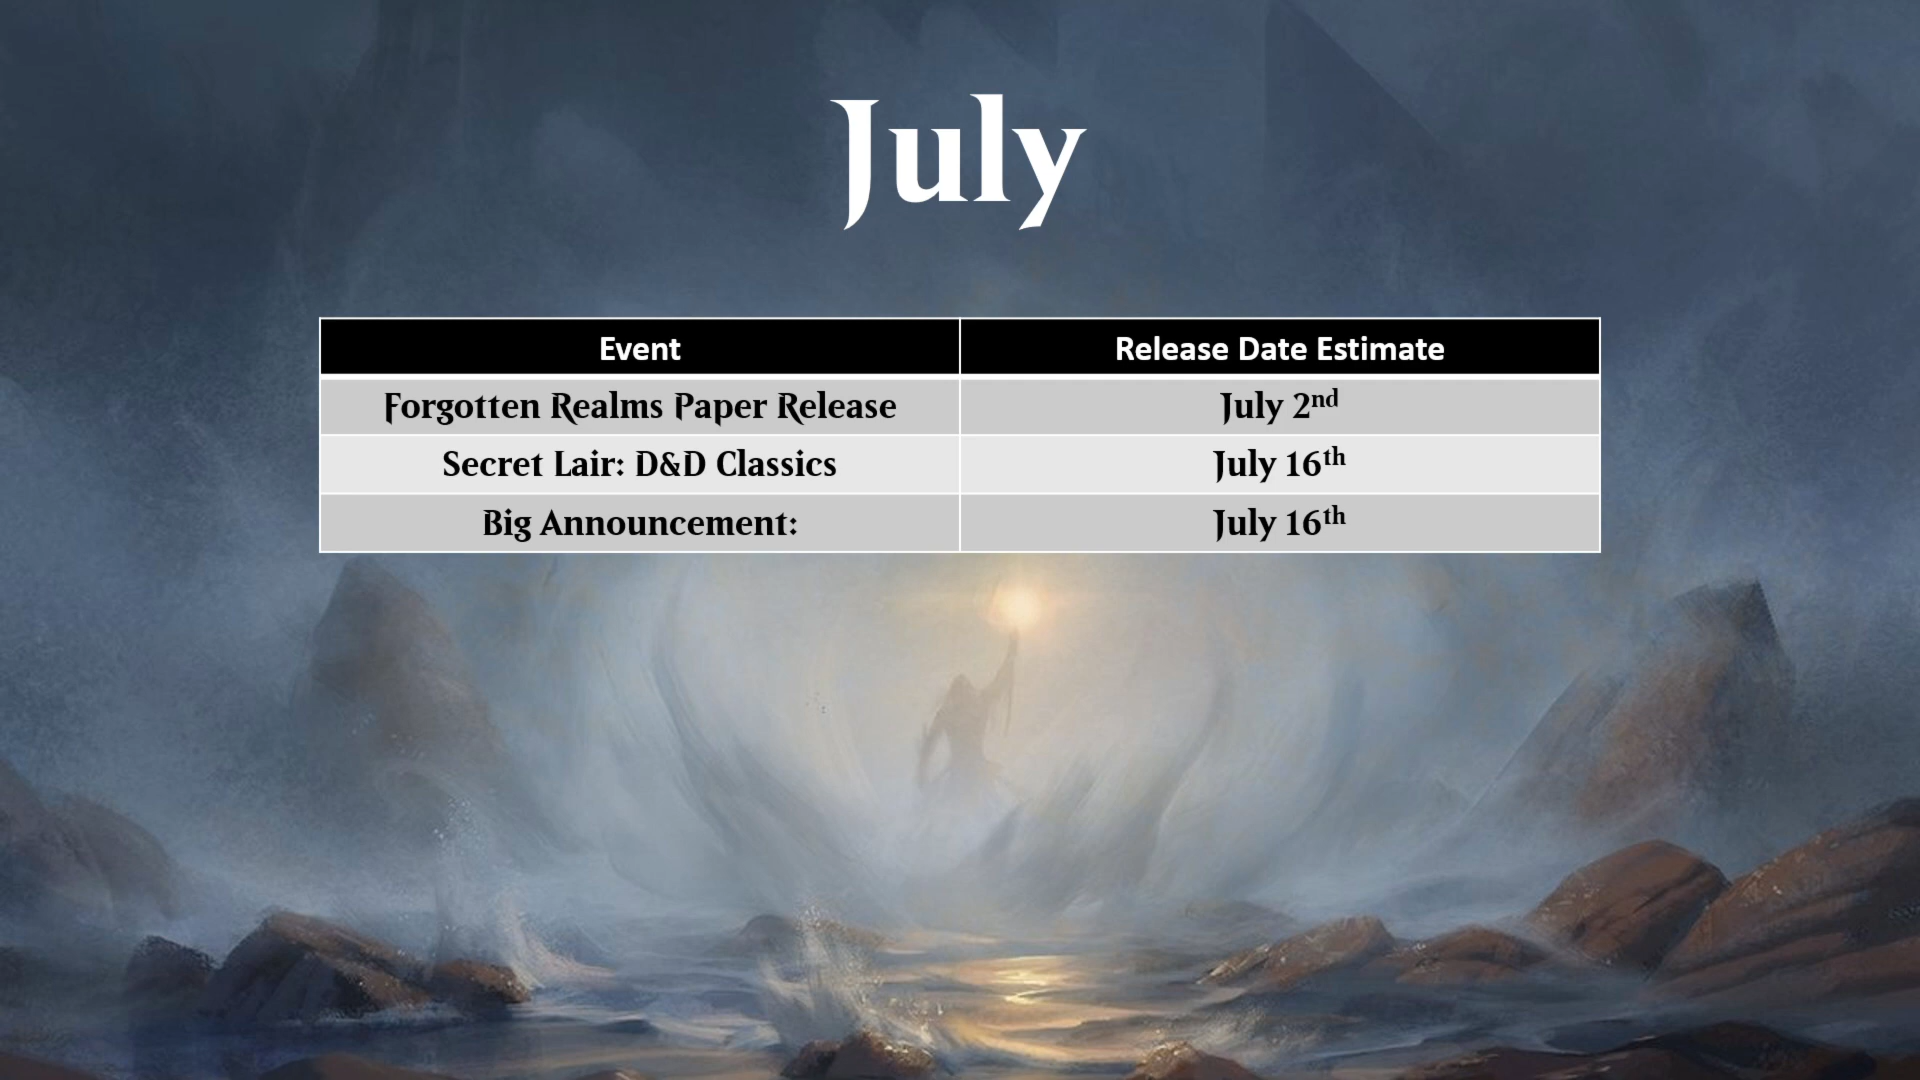 July
Event Release Date Estimate
Forgotten Realms Paper Release July 2nd
Secret Lair: D&D Classics July 16th
Big Announcement: July 16th